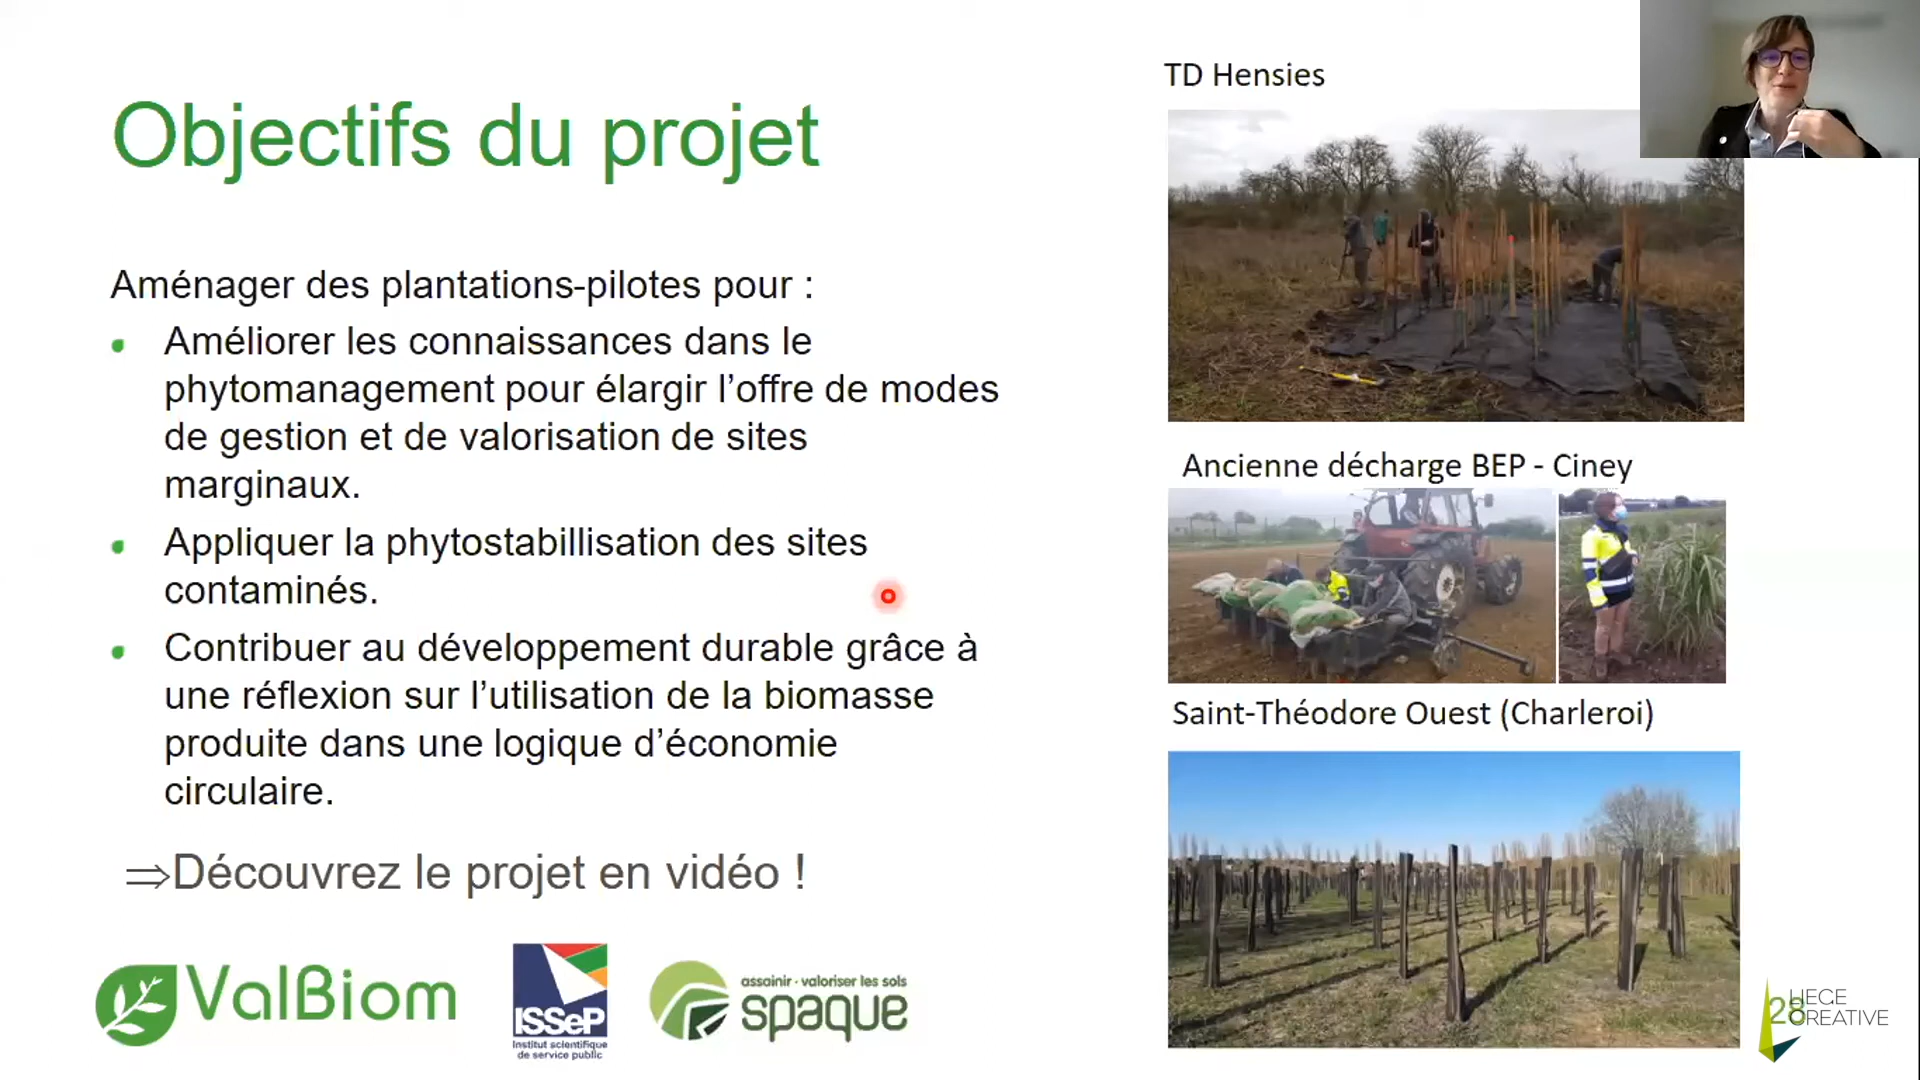 Objectifs du projet
Aménager des plantations-pilotes pour :
Améliorer les connaissances dans le
phytomanagement pour élargir l’offre de modes
de gestion et de valorisation de sites
marginaux.
Appliquer la phytostabillisation des sites
contaminés.
Contribuer au développement durable grâce à
une réflexion sur l’utilisation de la biomasse
produite dans une logique d’économie
circulaire.
⇒Découvrez le projet en vidéo !
ValBiom
ISSeP
Institut scientifique
de service public
assainir · valoriser les sols
spaque
TD Hensies
Ancienne décharge BEP - Ciney
Saint-Théodore Ouest (Charleroi)
28
LIEGE
CREATIVE